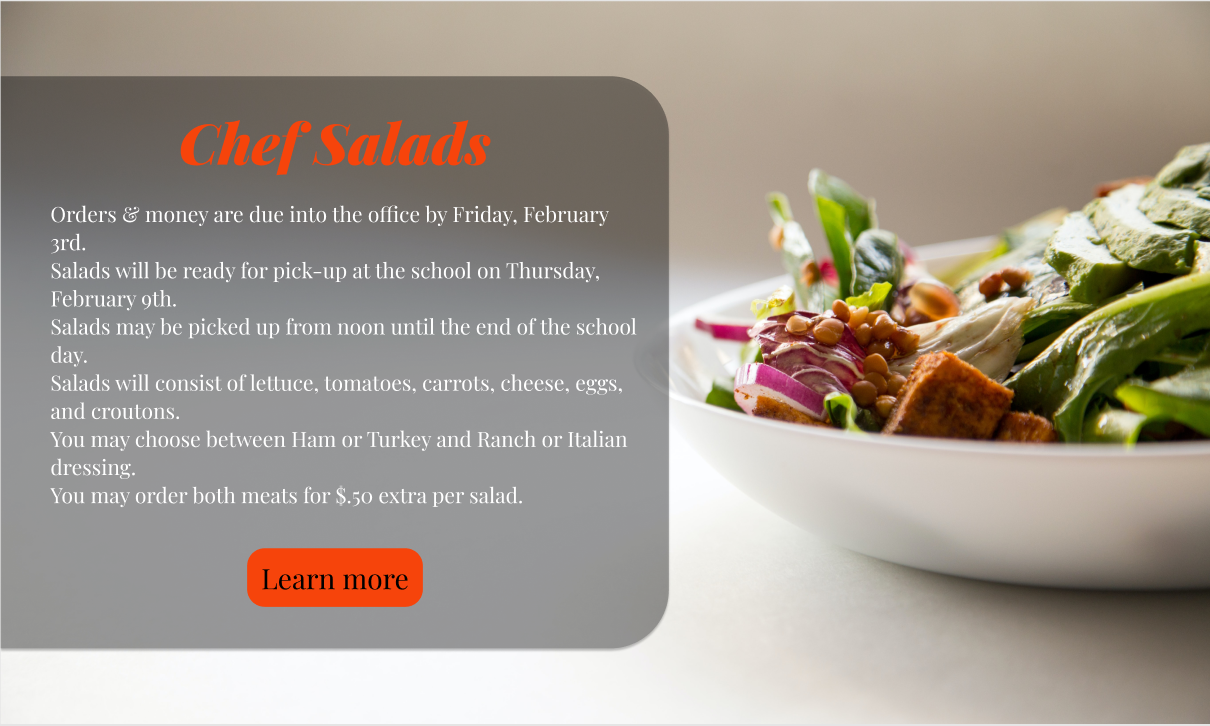 Chef Salads
Orders & money are due into the office by Friday, February
3rd.
Salads will be ready for pick-up at the school on Thursday,
February 9th.
Salads may be picked up from noon until the end of the school
day.
Salads will consist of lettuce, tomatoes, carrots, cheese, eggs,
and croutons.
You may choose between Ham or Turkey and Ranch or Italian
dressing.
You may order both meats for $.50 extra per salad.
Learn more